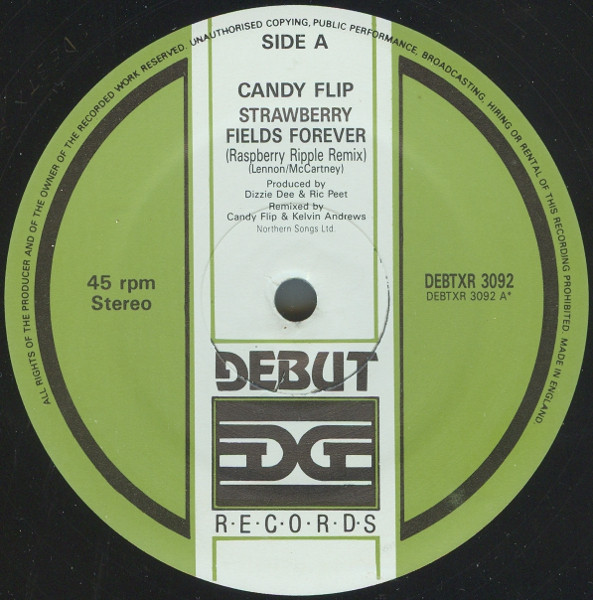 ALL RIGHTS OF THE PRODUCER AND OF THE OWNER OF THE RECORDED WORK RESERVED. UNAUTHORISED COPYING, PUBLIC PERFORMANCE, BROADCASTING, HIRING OR RENTAL OF THIS RECORDING PROHIBITED. MADE IN ENGLAND.
SIDE A
CANDY FLIP
STRAWBERRY
FIELDS FOREVER
(Raspberry Ripple Remix)
(Lennon/McCartney)
Produced by
Dizzie Dee & Ric Peet
Remixed by
Candy Flip & Kelvin Andrews
Northern Songs Ltd.
45 rpm
Stereo
DEBTXR 3092
DEBTXR 3092 A*
DEBUT
R·E·C·O·R·D·S